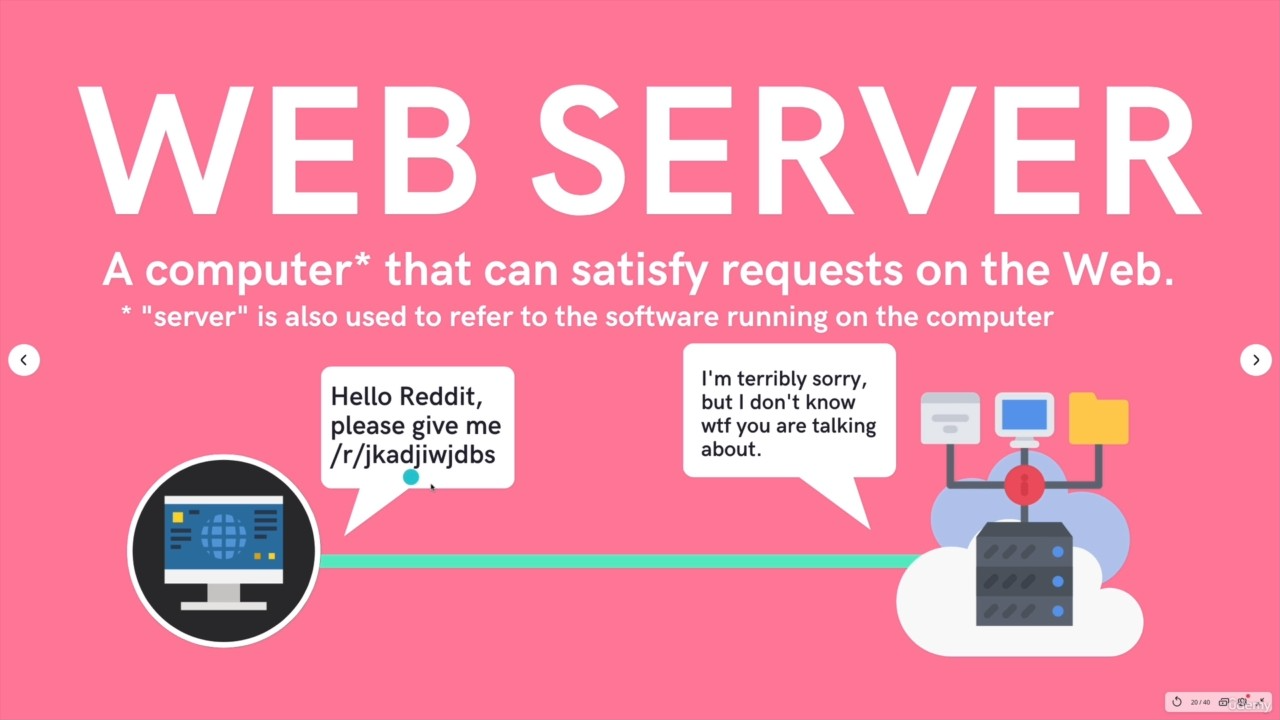 WEB SERVER
A computer* that can satisfy requests on the Web.
* "server" is also used to refer to the software running on the computer
Hello Reddit,
please give me
/r/jkadjiwjdbs
I'm terribly sorry,
but I don't know
wtf you are talking
about.
20 / 40